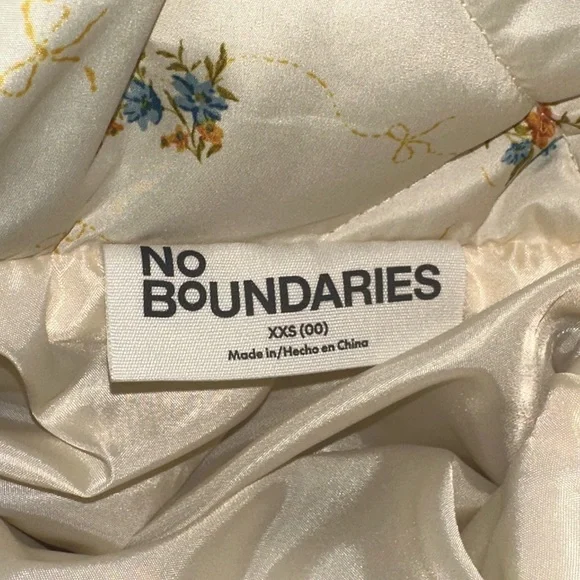 No
BoUNDARIES
XXS (00)
Made in/Hecho en China